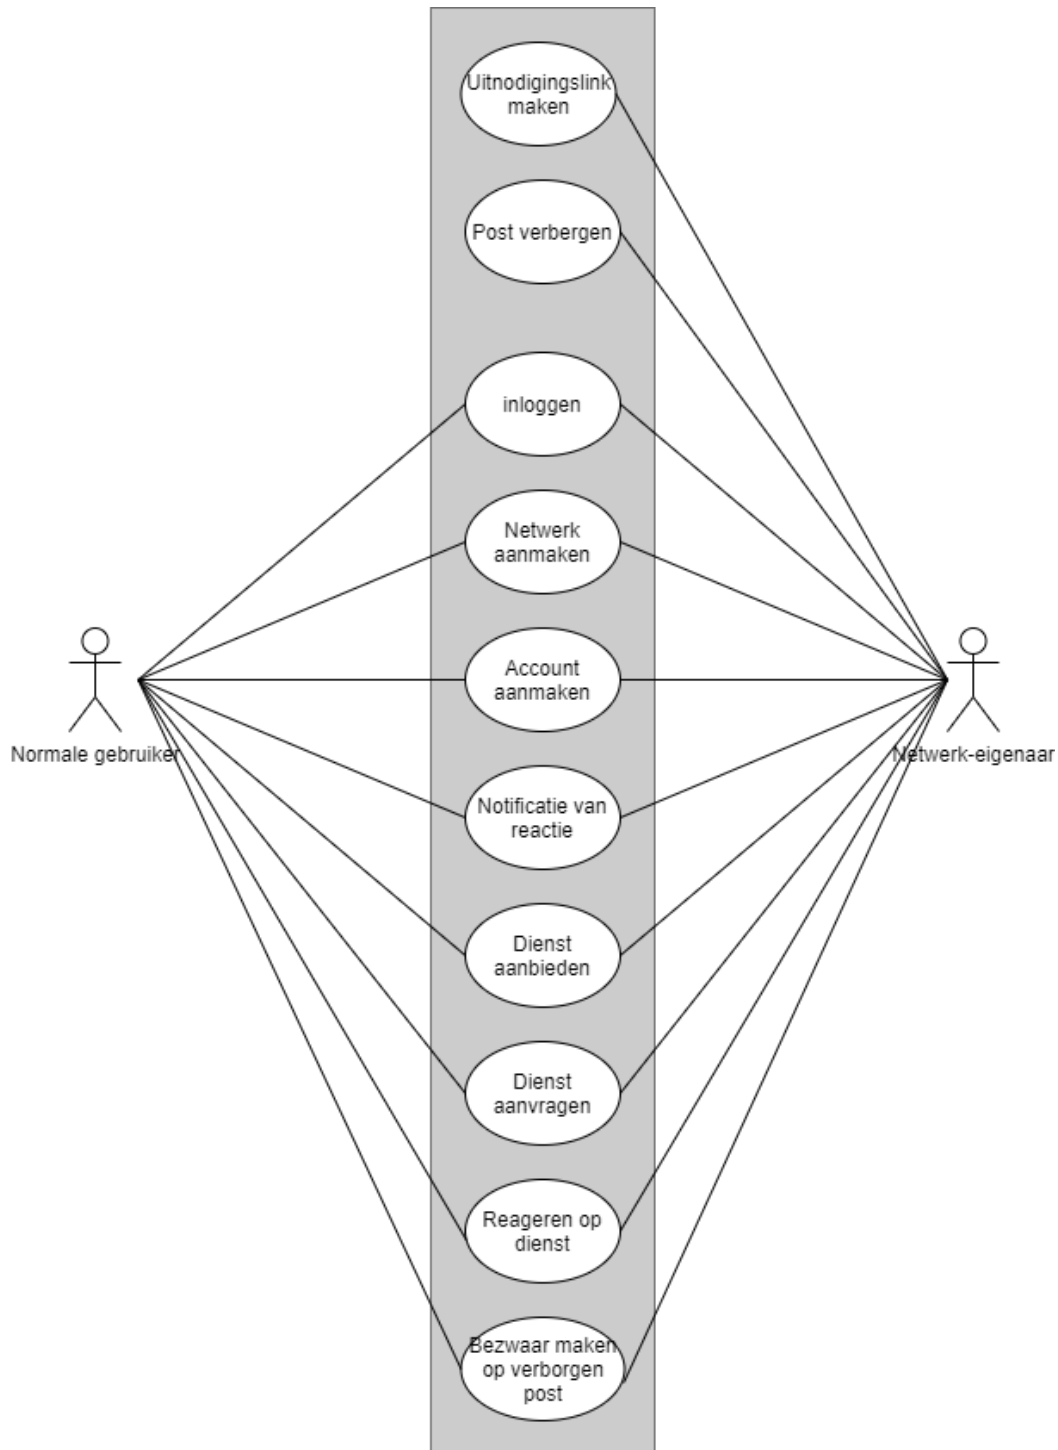 Uitnodigingslink
maken
Post verbergen
inloggen
Netwerk
aanmaken
Account
aanmaken
Normale gebruiker
Netwerk-eigenaar
Notificatie van
reactie
Dienst
aanbieden
Dienst
aanvragen
Reageren op
dienst
Bezwaar maken
op verborgen
post